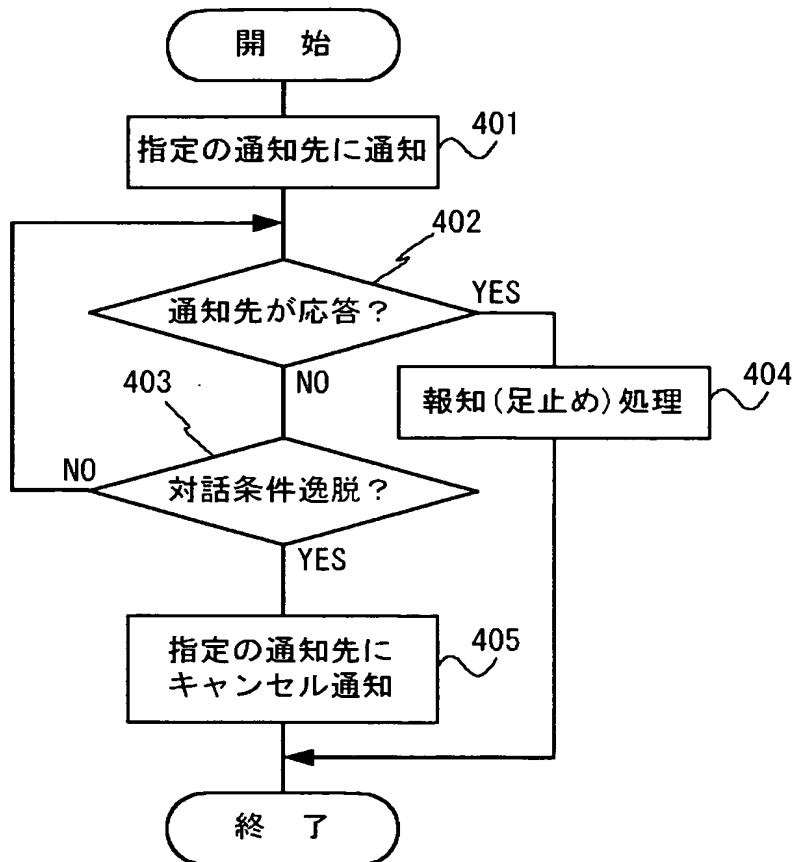 開 始
401
指定の通知先に通知
402
通知先が応答?
YES
NO
403
404
報知(足止め)処理
NO
対話条件逸脱?
YES
405
指定の通知先に
キャンセル通知
終 了